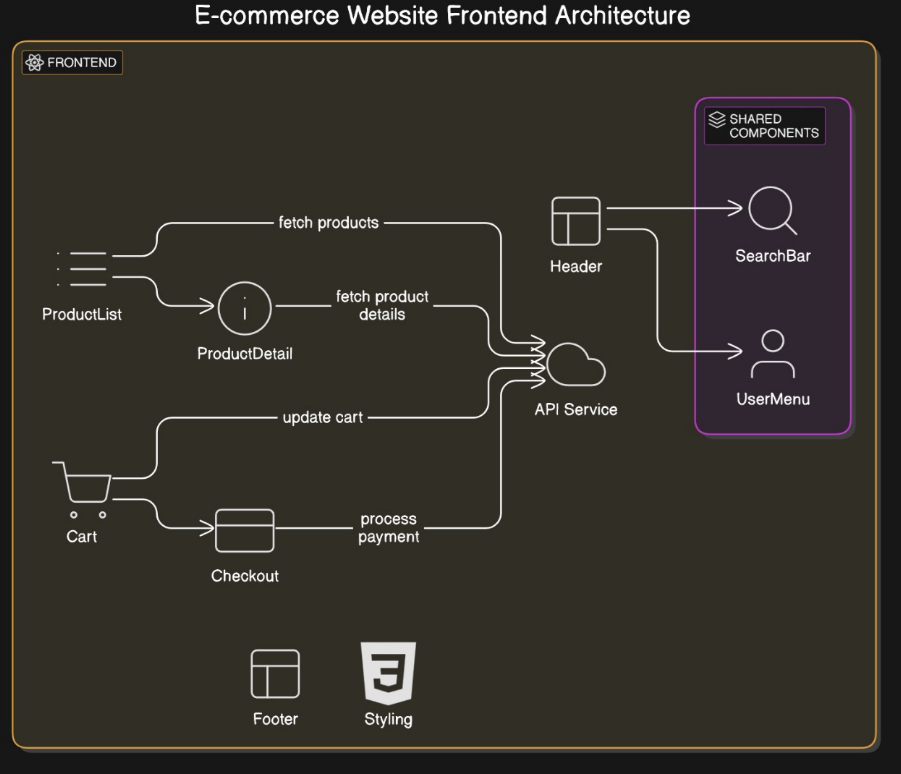 E-commerce Website Frontend Architecture
FRONTEND
SHARED
COMPONENTS
fetch products
SearchBar
Header
ProductList
fetch product
details
ProductDetail
UserMenu
API Service
update cart
Cart
process
payment
Checkout
Footer
Styling